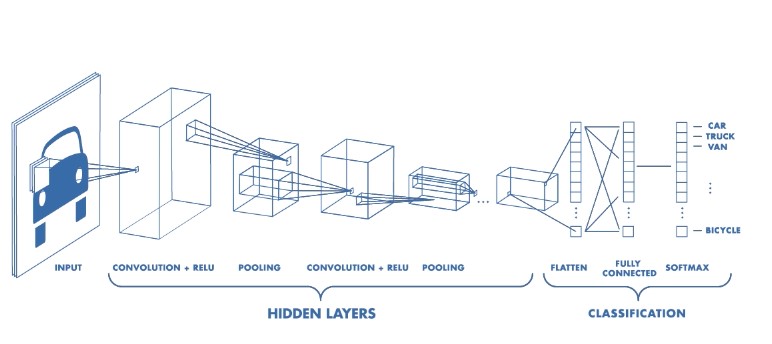 CAR
TRUCK
VAN
BICYCLE
INPUT
CONVOLUTION + RELU
POOLING
CONVOLUTION + RELU
POOLING
FLATTEN
FULLY
CONNECTED
SOFTMAX
HIDDEN LAYERS
CLASSIFICATION